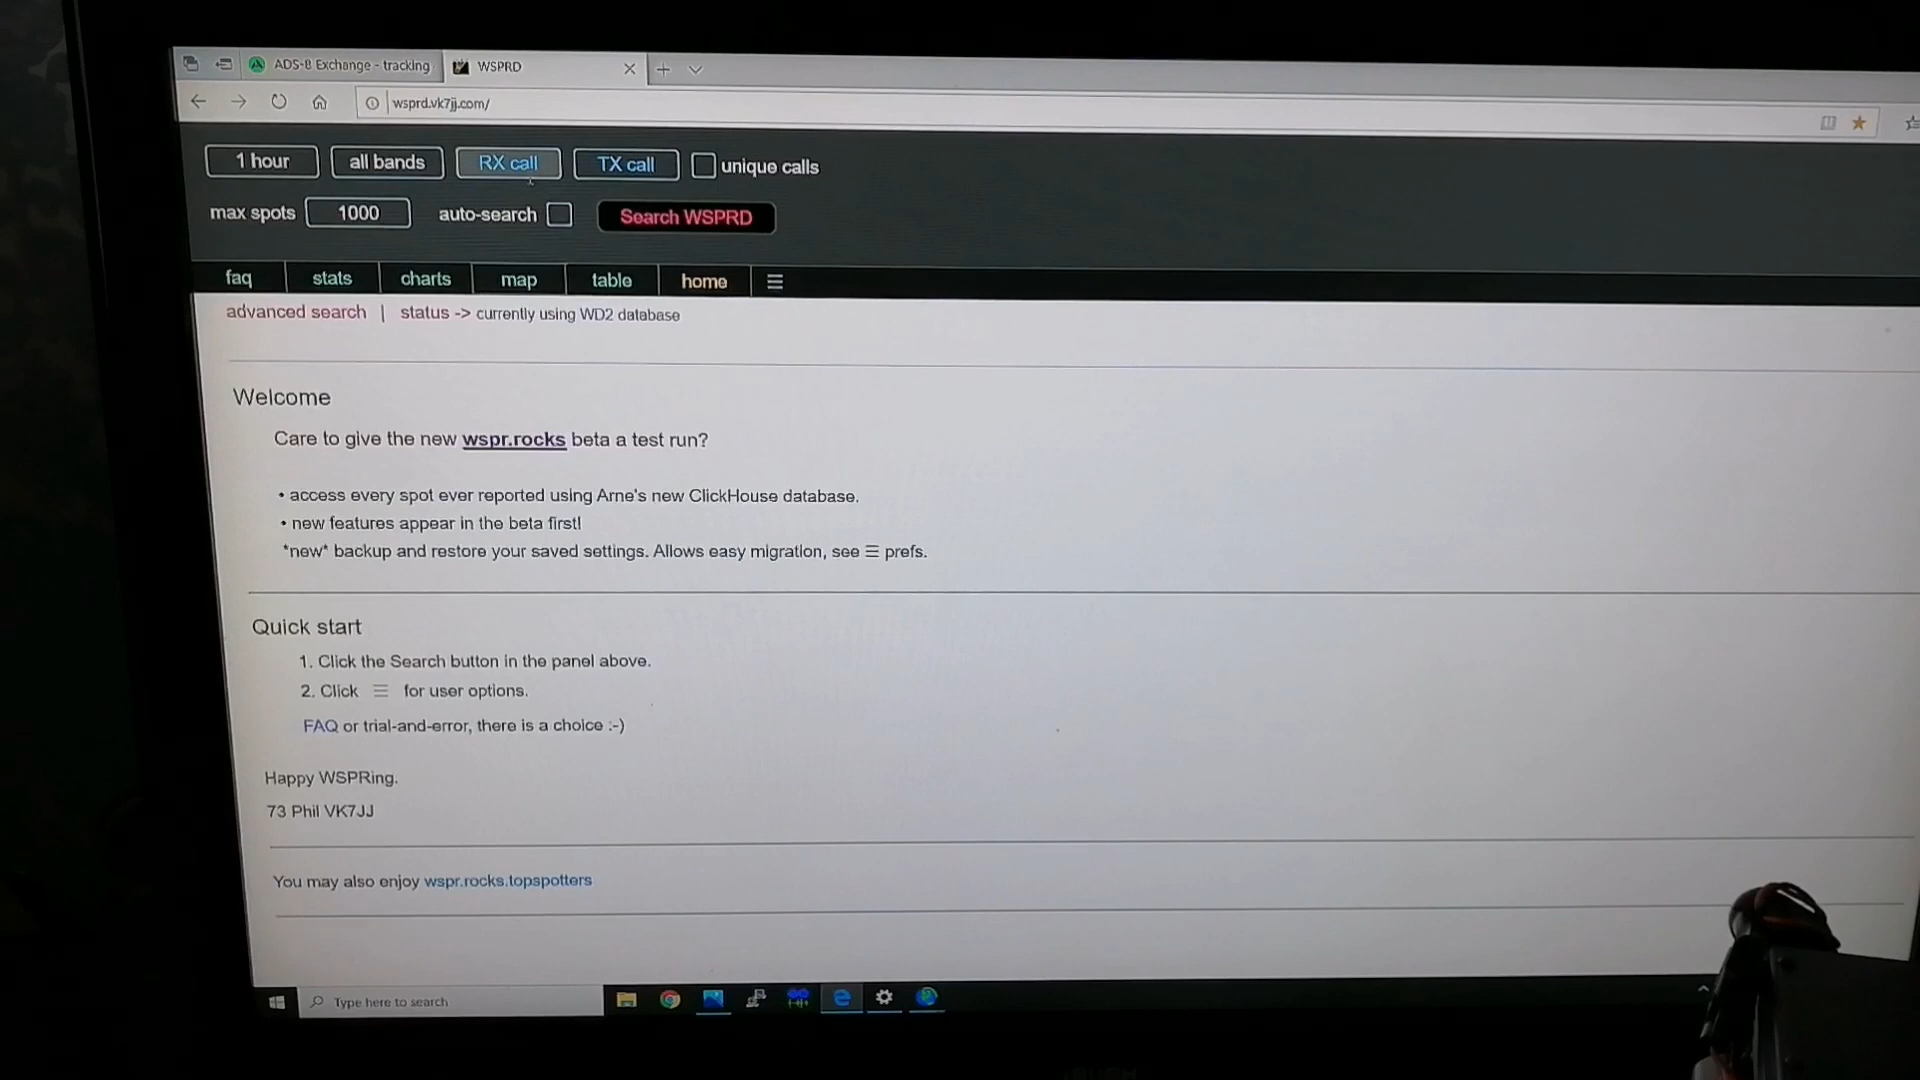 ADS-B Exchange - tracking
WSPRD
wsprd.vk7jj.com/
1 hour
all bands
RX call
TX call
unique calls
max spots
1000
auto-search
Search WSPRD
faq
stats
charts
map
table
home
advanced search | status -> currently using WD2 database
Welcome
Care to give the new wspr.rocks beta a test run?
• access every spot ever reported using Arne's new ClickHouse database.
• new features appear in the beta first!
*new* backup and restore your saved settings. Allows easy migration, see ☰ prefs.
Quick start
1. Click the Search button in the panel above.
2. Click ☰ for user options.
FAQ or trial-and-error, there is a choice :-)
Happy WSPRing.
73 Phil VK7JJ
You may also enjoy wspr.rocks.topspotters
Type here to search